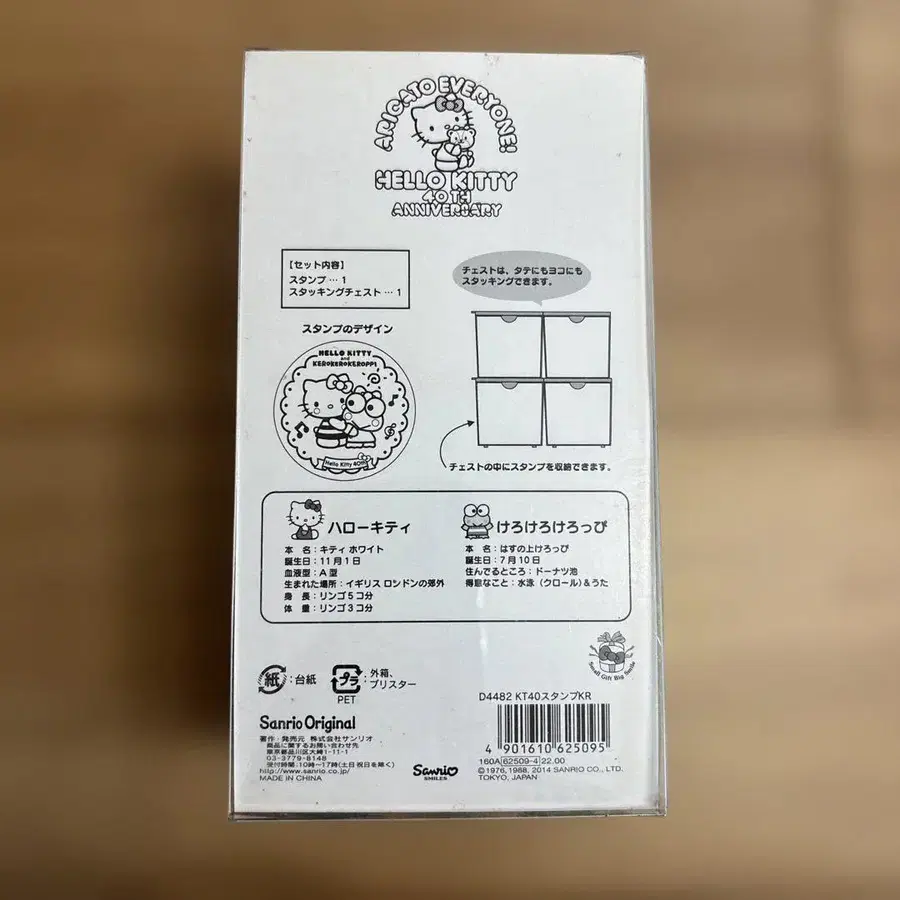 ARIGATO EVERYONE!
HELLO KITTY
40TH
ANNIVERSARY
【セット内容】
スタンプ … 1
スタッキングチェスト … 1
チェストは、タテにもヨコにも
スタッキングできます。
スタンプのデザイン
HELLO KITTY
and
KEROKEROKEROPPI
Hello Kitty 40th
チェストの中にスタンプを収納できます。
ハローキティ
本 名：キティ ホワイト
誕生日：11月1日
血液型：A型
生まれた場所：イギリス ロンドンの郊外
身 長：リンゴ5コ分
体 重：リンゴ3コ分
けろけろけろっぴ
本 名：はすの上けろっぴ
誕生日：7月10日
住んでるところ：ドーナツ池
得意なこと：水泳（クロール）&うた
Small Gift Big Smile
紙：台紙
プラ：外箱、
ブリスター
PET
D4482 KT40スタンプKR
4 901610 625095
160A 62509-4 22.00
©1976, 1988, 2014 SANRIO CO., LTD.
TOKYO, JAPAN
Sanrio Original
著作・発売元 株式会社サンリオ
商品に関するお問い合わせ先
東京都品川区大崎1-11-1
03-3779-8148
受付時間：10時〜17時（土日祝日を除く）
http://www.sanrio.co.jp/
MADE IN CHINA
Sanrio
SMILES